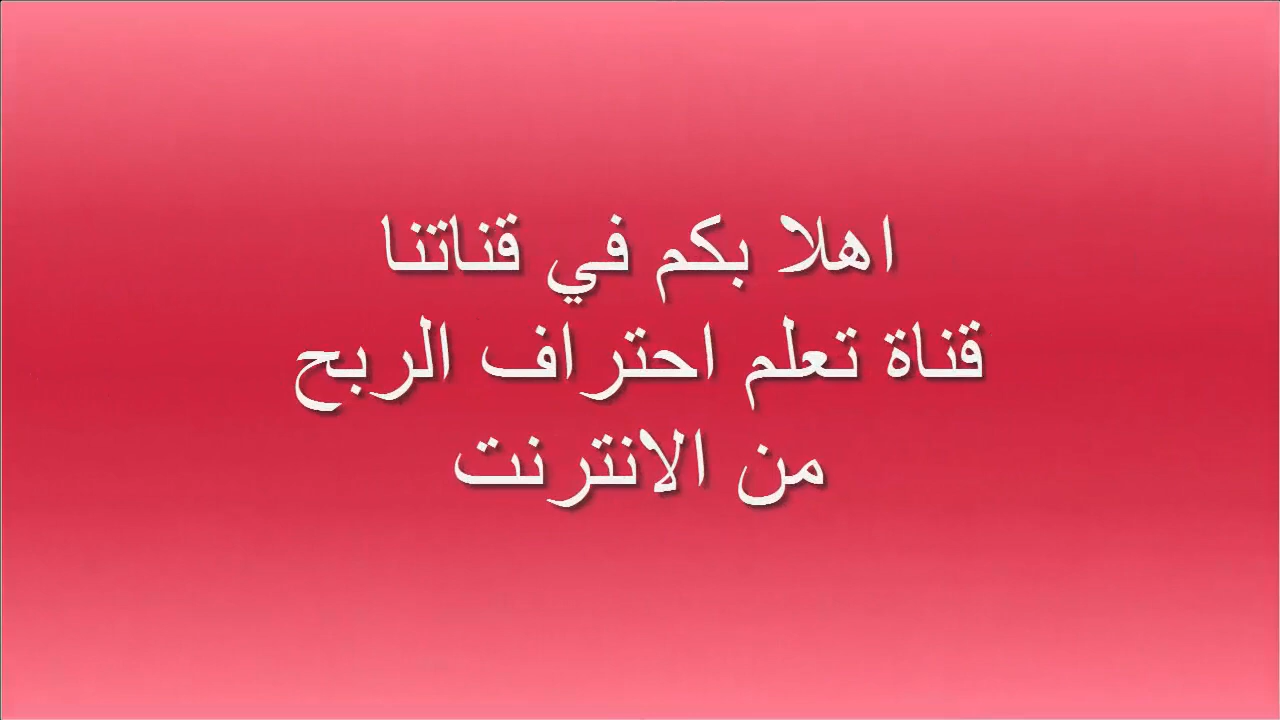 اهلا بكم في قناتنا
قناة تعلم احتراف الربح
من الانترنت